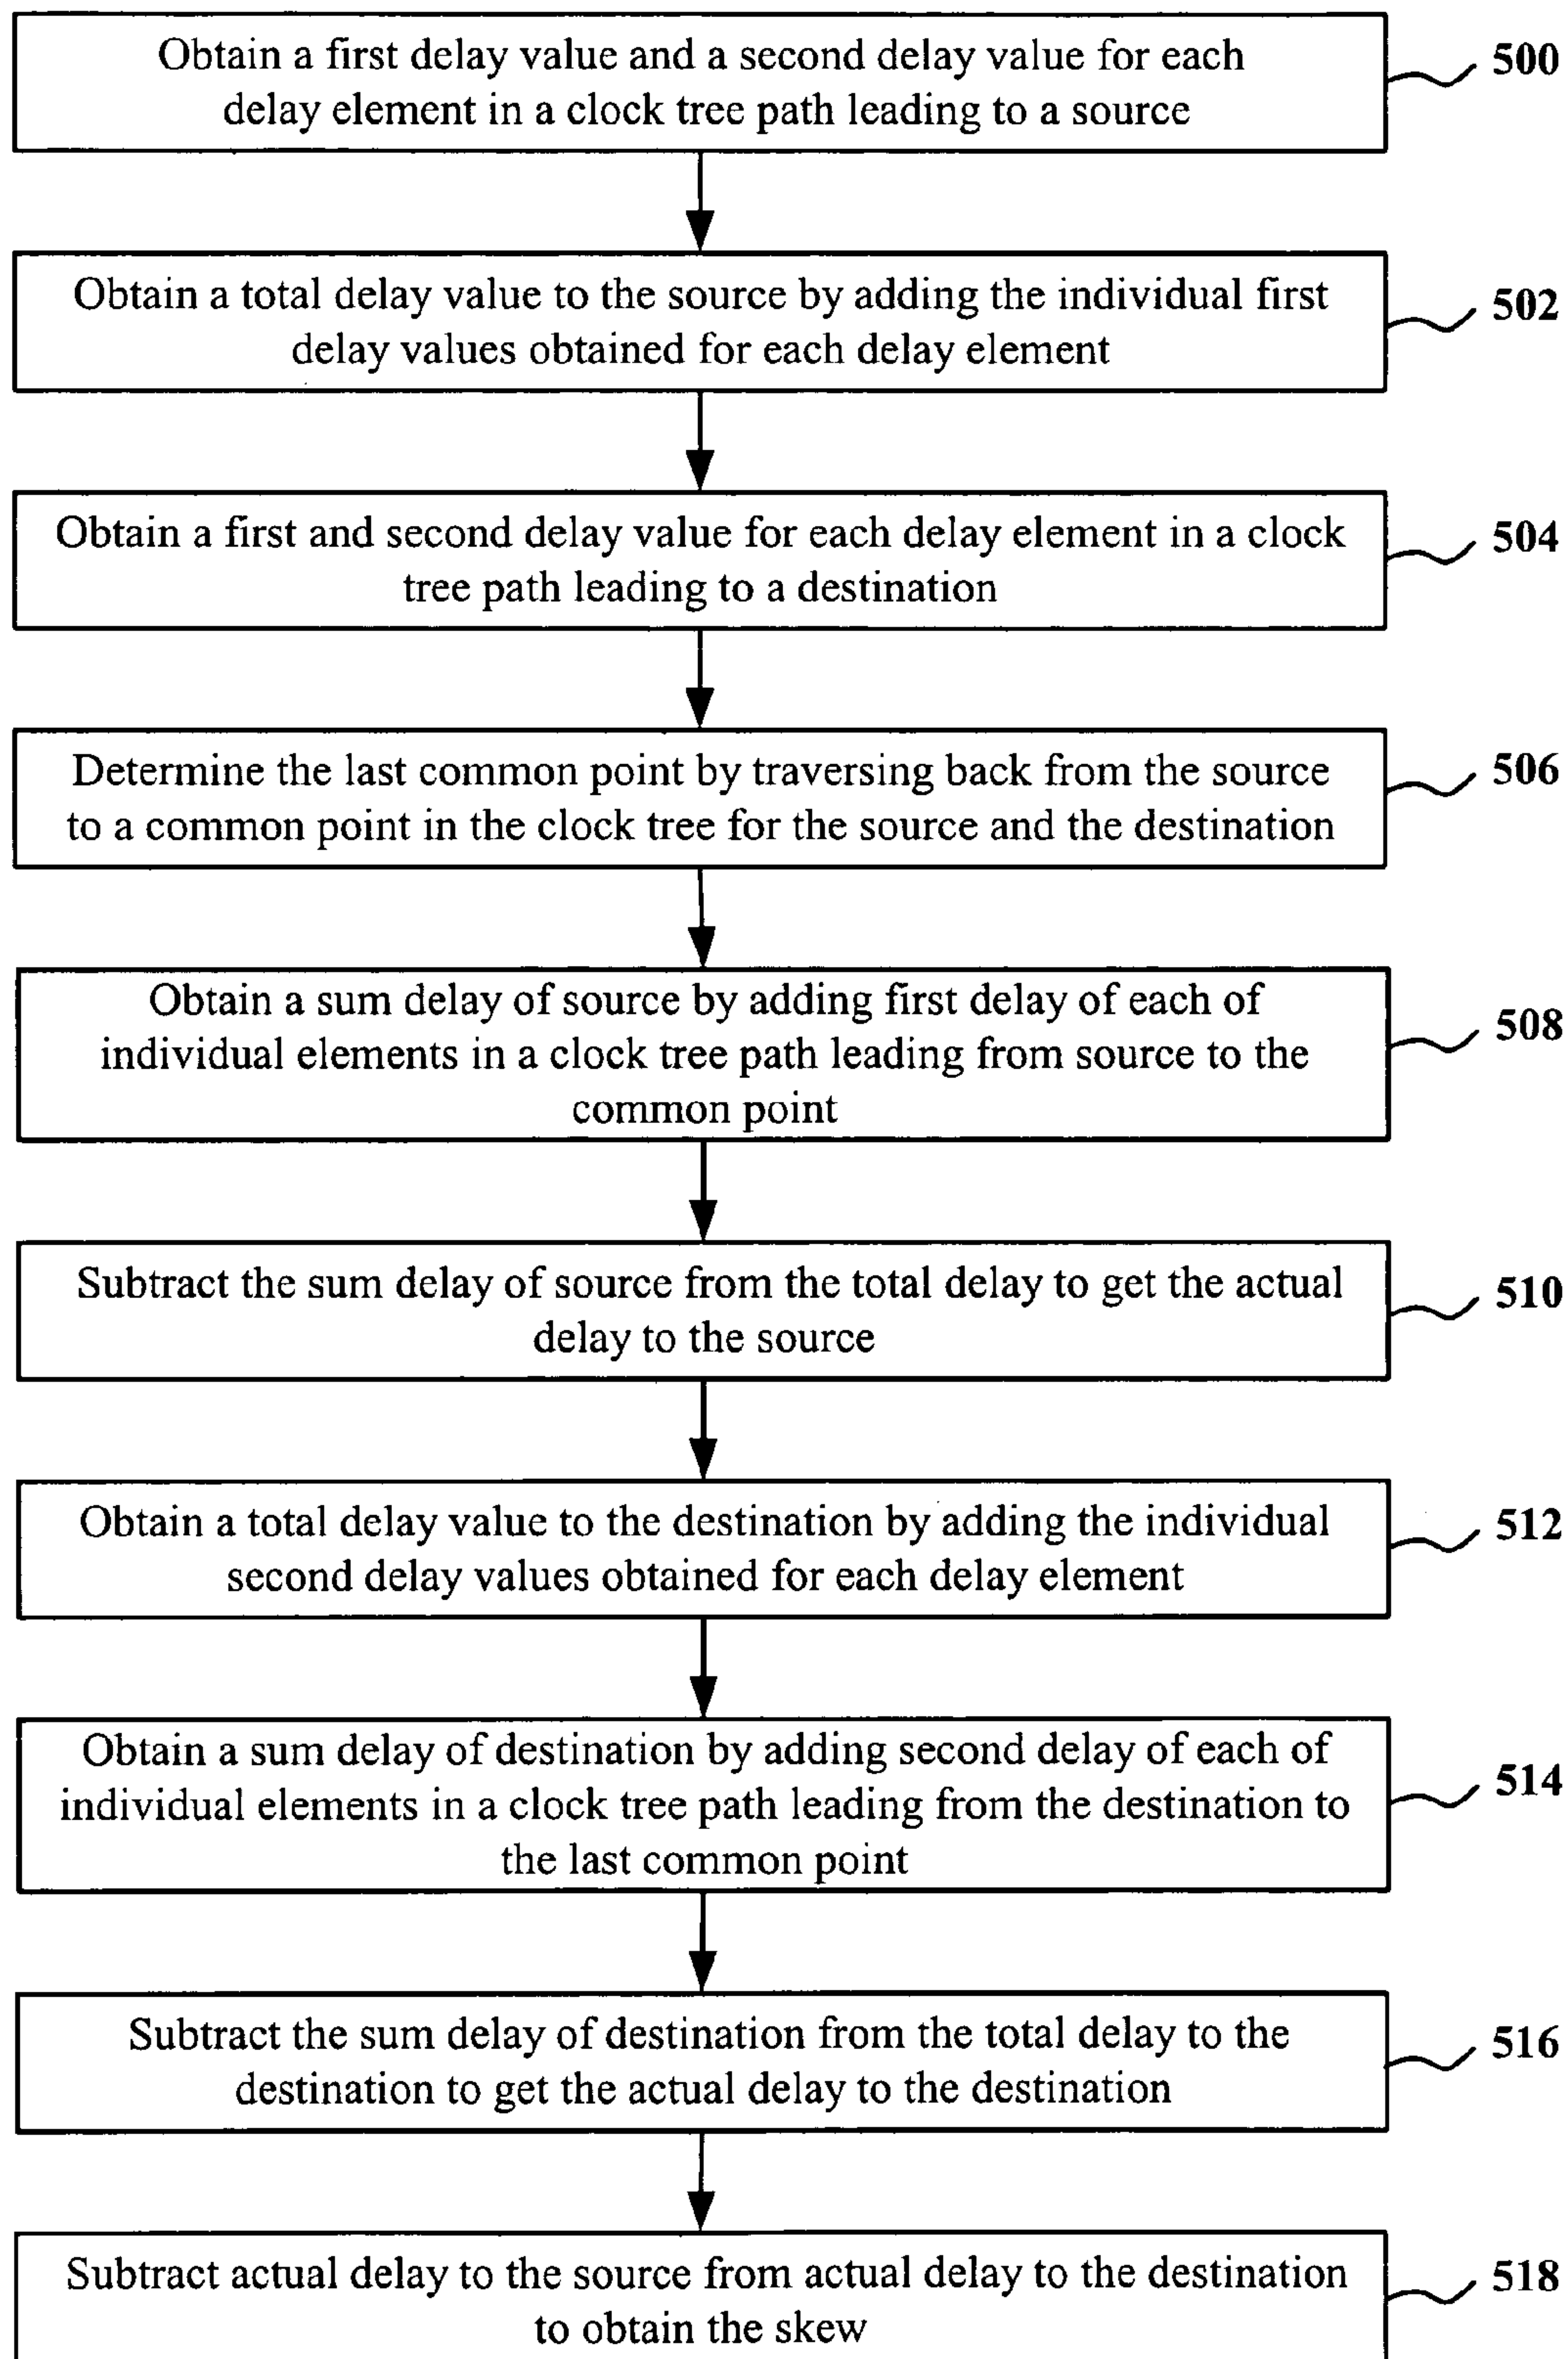 Obtain a first delay value and a second delay value for each
delay element in a clock tree path leading to a source
500
Obtain a total delay value to the source by adding the individual first
delay values obtained for each delay element
502
Obtain a first and second delay value for each delay element in a clock
tree path leading to a destination
504
Determine the last common point by traversing back from the source
to a common point in the clock tree for the source and the destination
506
Obtain a sum delay of source by adding first delay of each of
individual elements in a clock tree path leading from source to the
common point
508
Subtract the sum delay of source from the total delay to get the actual
delay to the source
510
Obtain a total delay value to the destination by adding the individual
second delay values obtained for each delay element
512
Obtain a sum delay of destination by adding second delay of each of
individual elements in a clock tree path leading from the destination to
the last common point
514
Subtract the sum delay of destination from the total delay to the
destination to get the actual delay to the destination
516
Subtract actual delay to the source from actual delay to the destination
to obtain the skew
518